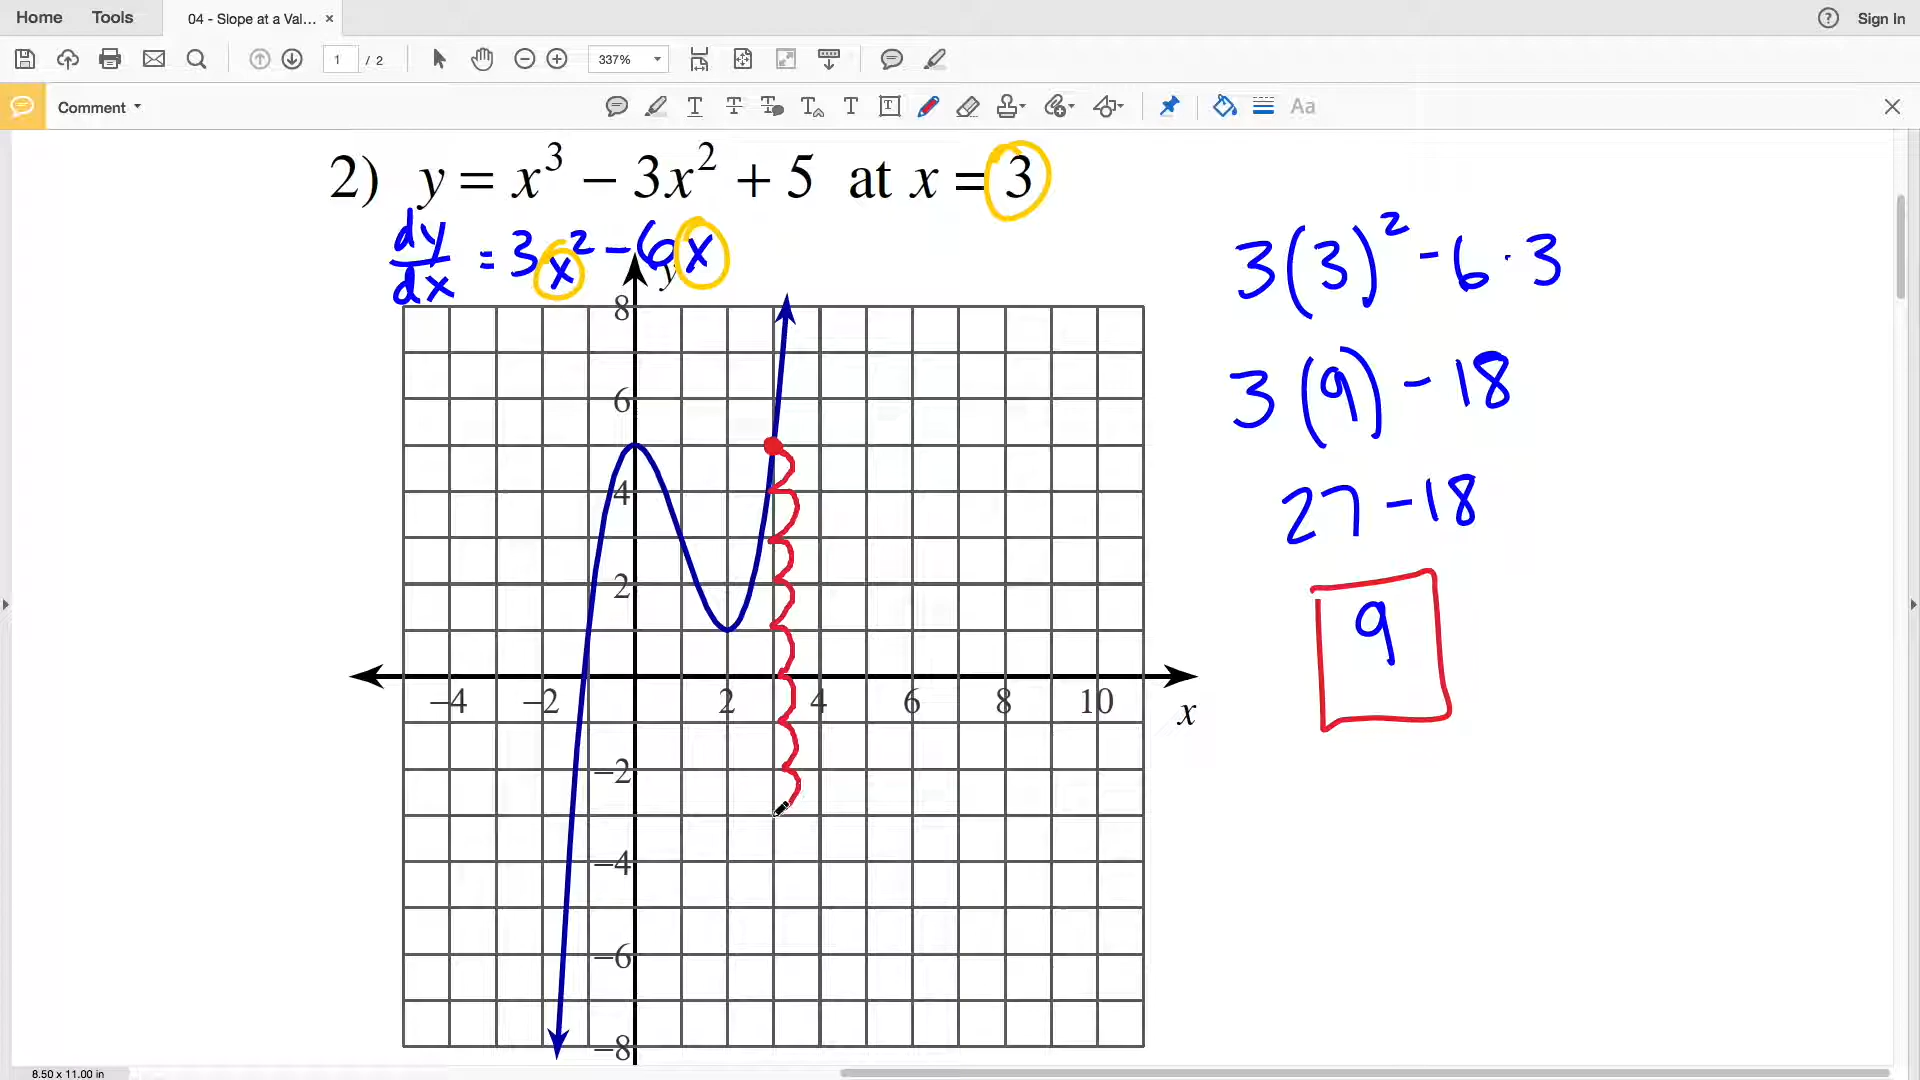 Home Tools 04 - Slope at a Val... × ? Sign In
1 / 2 337%
Comment Aa
2) y = x³ − 3x² + 5 at x = 3
dy/dx = 3x² − 6x
y
8
6
4
2
−4 −2 2 4 6 8 10
x
−2
−4
−6
−8
3(3)² − 6 · 3
3(9) − 18
27 − 18
9
8.50 x 11.00 in